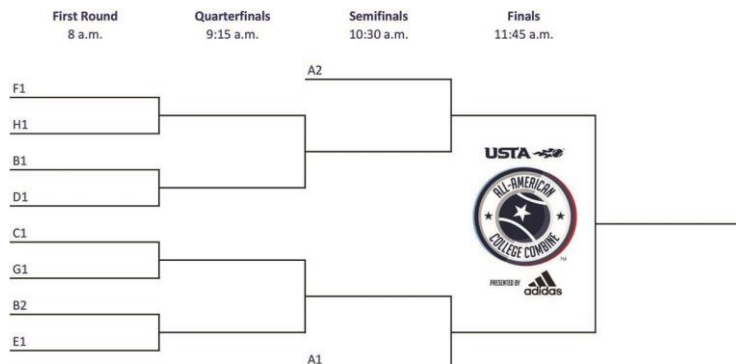 First Round
8 a.m.
Quarterfinals
9:15 a.m.
Semifinals
10:30 a.m.
Finals
11:45 a.m.
A2
F1
H1
B1
D1
C1
G1
B2
E1
A1
USTA
ALL-AMERICAN
COLLEGE COMBINE
TM
PRESENTED BY
adidas